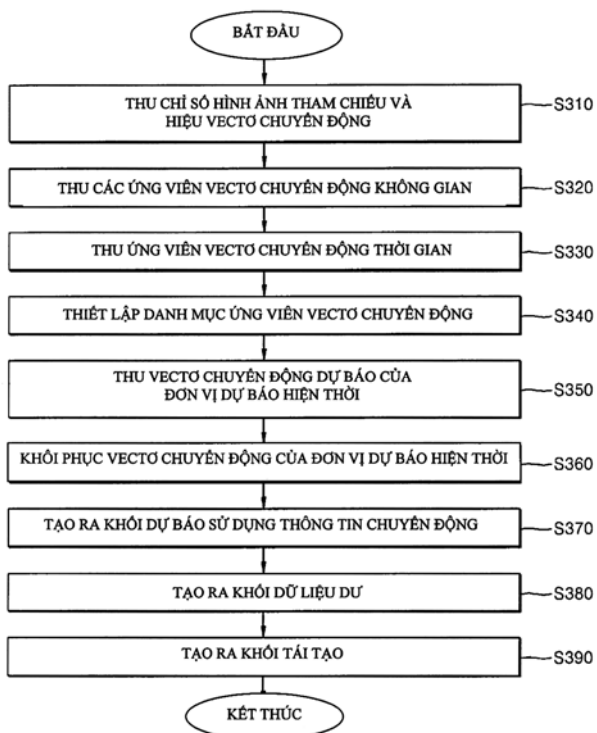 BẮT ĐẦU
THU CHỈ SỐ HÌNH ẢNH THAM CHIẾU VÀ
HIỆU VECTƠ CHUYỂN ĐỘNG
S310
THU CÁC ỨNG VIÊN VECTƠ CHUYỂN ĐỘNG KHÔNG GIAN
S320
THU ỨNG VIÊN VECTƠ CHUYỂN ĐỘNG THỜI GIAN
S330
THIẾT LẬP DANH MỤC ỨNG VIÊN VECTƠ CHUYỂN ĐỘNG
S340
THU VECTƠ CHUYỂN ĐỘNG DỰ BÁO CỦA
ĐƠN VỊ DỰ BÁO HIỆN THỜI
S350
KHÔI PHỤC VECTƠ CHUYỂN ĐỘNG CỦA ĐƠN VỊ DỰ BÁO HIỆN THỜI
S360
TẠO RA KHỐI DỰ BÁO SỬ DỤNG THÔNG TIN CHUYỂN ĐỘNG
S370
TẠO RA KHỐI DỮ LIỆU DƯ
S380
TẠO RA KHỐI TÁI TẠO
S390
KẾT THÚC